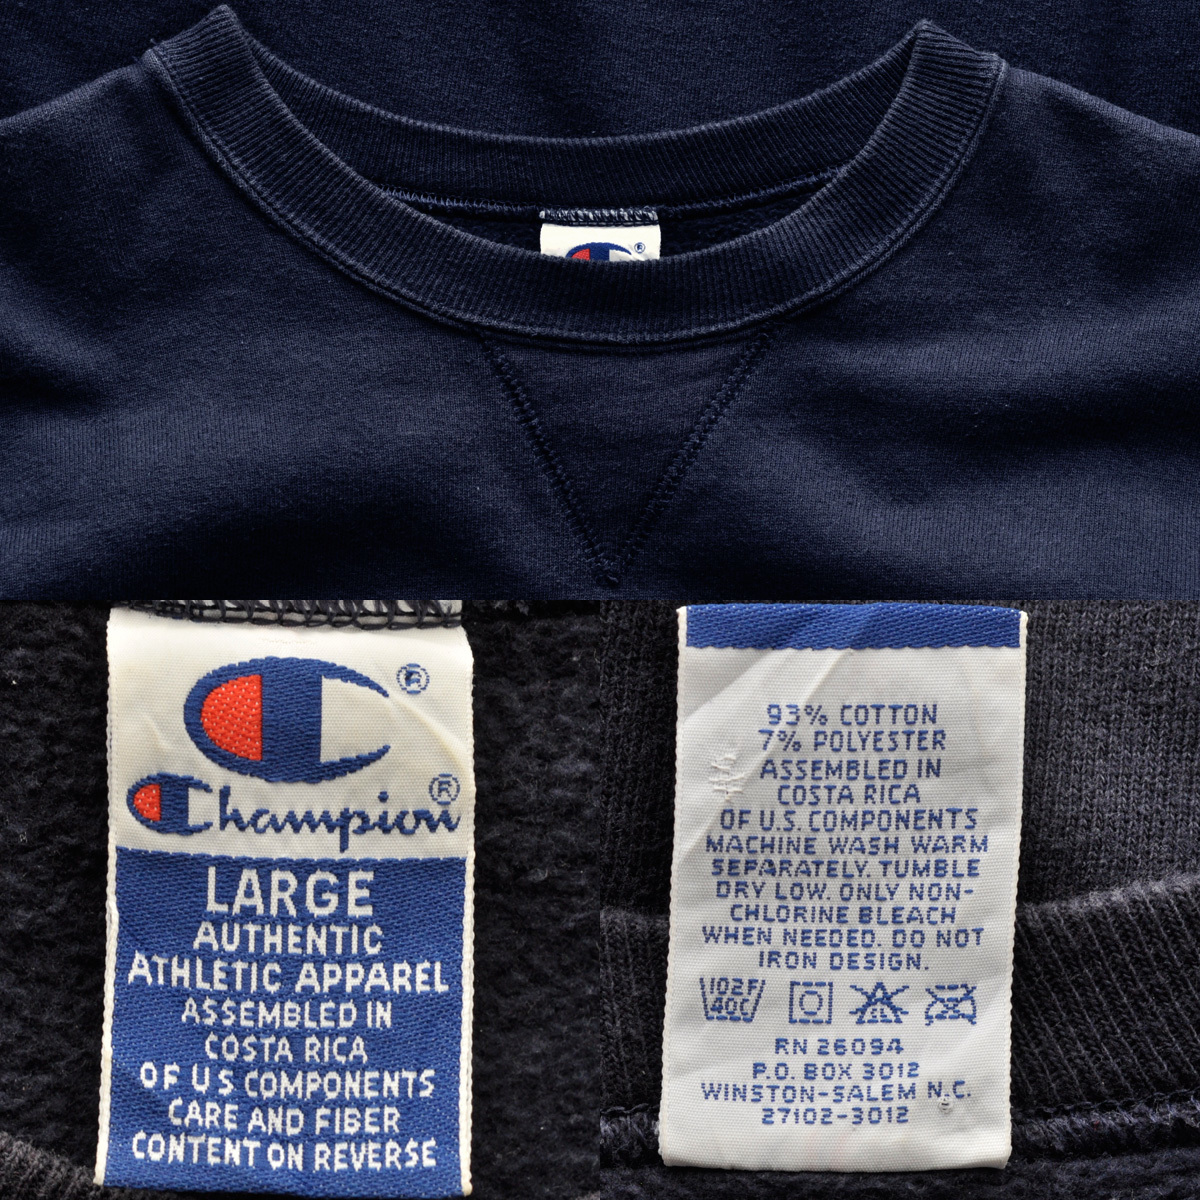 ®
®
Champion®
LARGE
AUTHENTIC
ATHLETIC APPAREL
ASSEMBLED IN
COSTA RICA
OF U S COMPONENTS
CARE AND FIBER
CONTENT ON REVERSE
93% COTTON
7% POLYESTER
ASSEMBLED IN
COSTA RICA
OF U.S. COMPONENTS
MACHINE WASH WARM
SEPARATELY. TUMBLE
DRY LOW. ONLY NON-
CHLORINE BLEACH
WHEN NEEDED. DO NOT
IRON DESIGN.
102F
40C
RN 26094
P.O. BOX 3012
WINSTON-SALEM N.C.
27102-3012